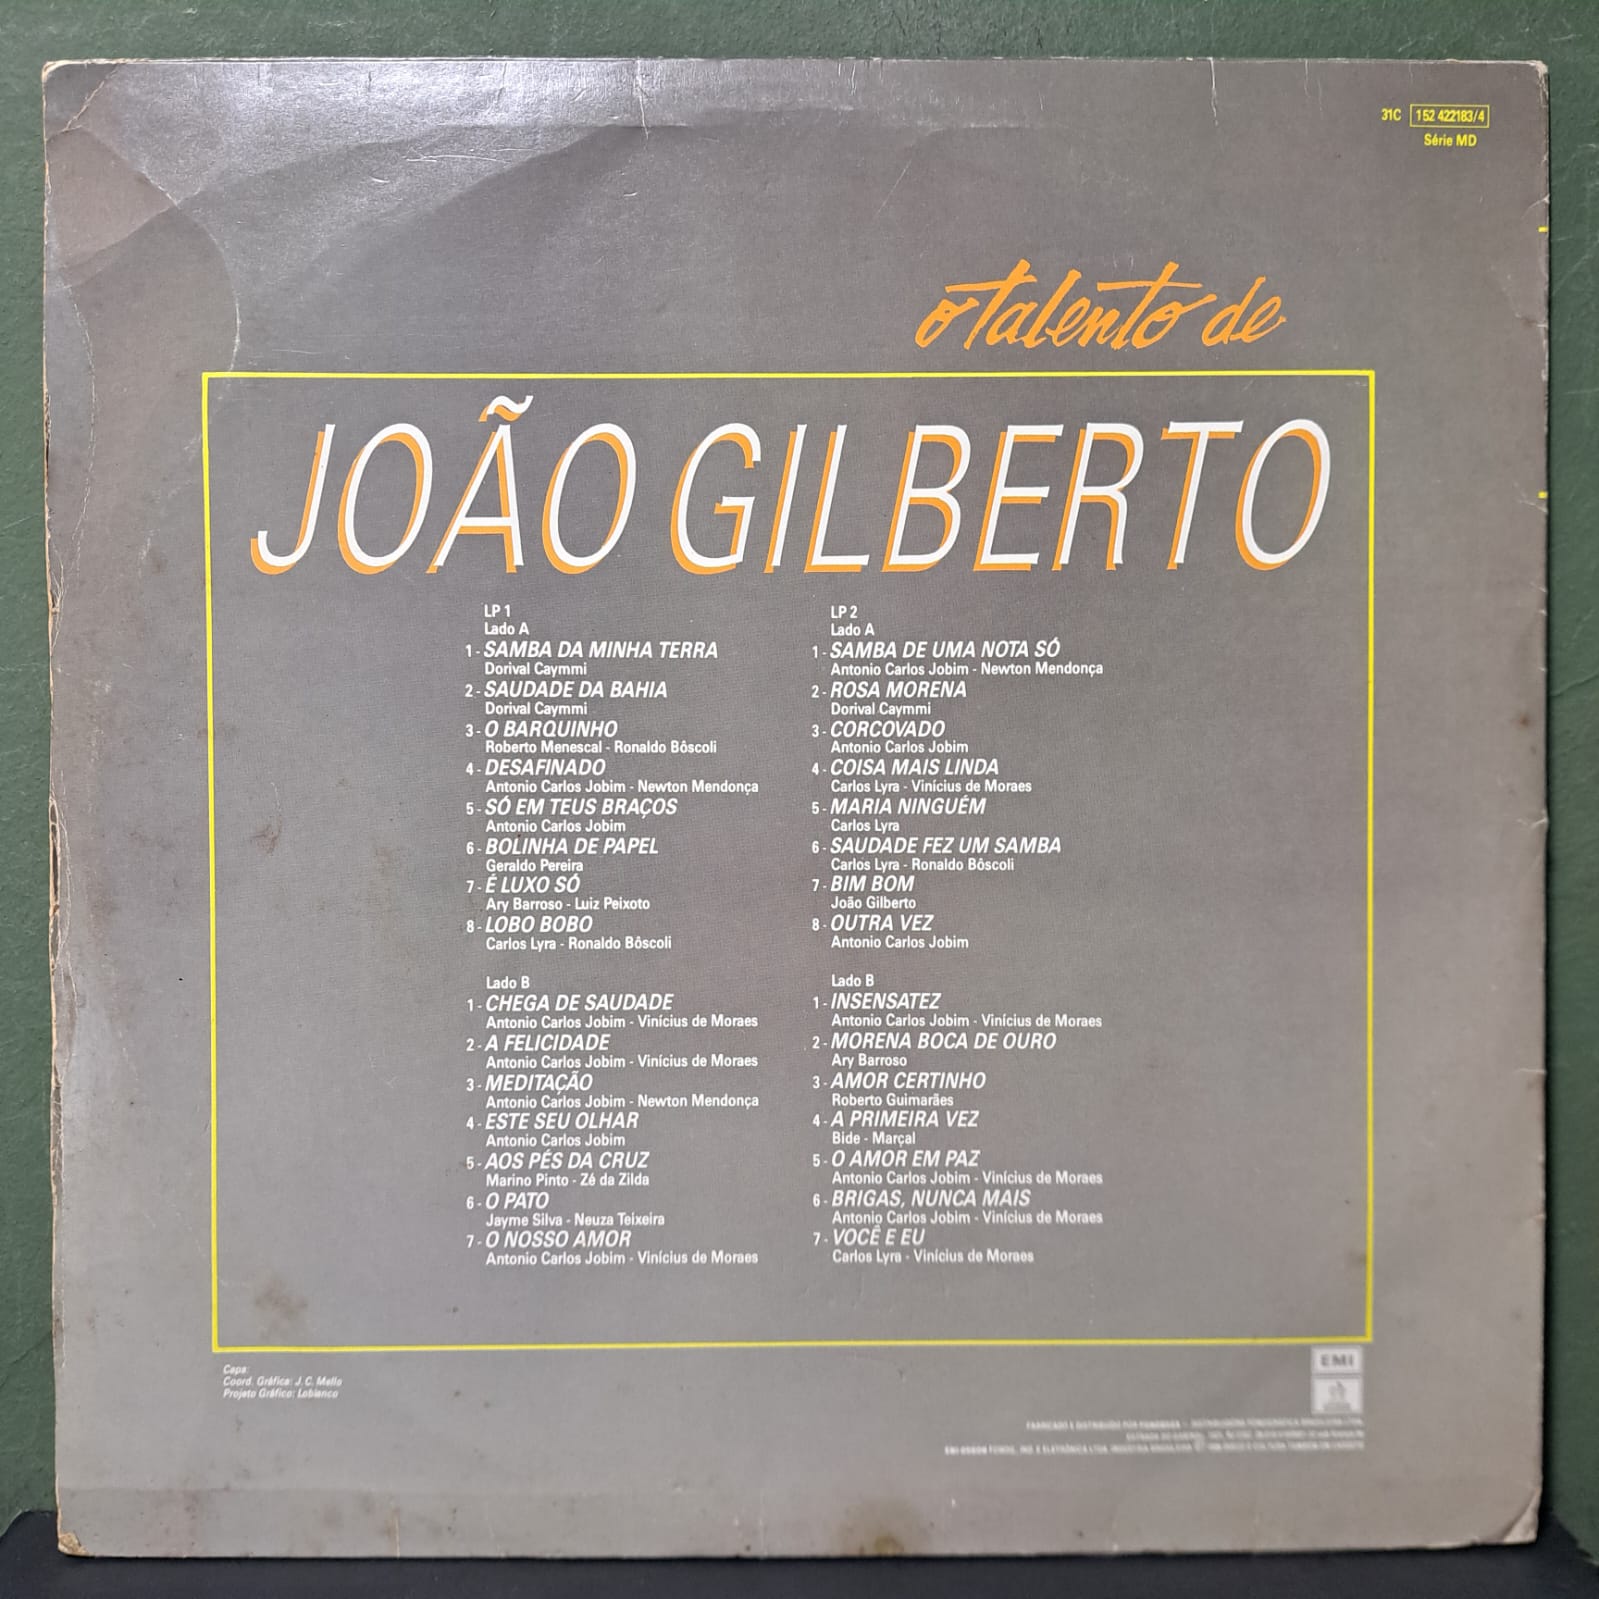 31C 152 422183/4
Série MD
o talento de
JOÃO GILBERTO
LP 1
Lado A
1 - SAMBA DA MINHA TERRA
Dorival Caymmi
2 - SAUDADE DA BAHIA
Dorival Caymmi
3 - O BARQUINHO
Roberto Menescal - Ronaldo Bôscoli
4 - DESAFINADO
Antonio Carlos Jobim - Newton Mendonça
5 - SÓ EM TEUS BRAÇOS
Antonio Carlos Jobim
6 - BOLINHA DE PAPEL
Geraldo Pereira
7 - É LUXO SÓ
Ary Barroso - Luiz Peixoto
8 - LOBO BOBO
Carlos Lyra - Ronaldo Bôscoli
Lado B
1 - CHEGA DE SAUDADE
Antonio Carlos Jobim - Vinícius de Moraes
2 - A FELICIDADE
Antonio Carlos Jobim - Vinícius de Moraes
3 - MEDITAÇÃO
Antonio Carlos Jobim - Newton Mendonça
4 - ESTE SEU OLHAR
Antonio Carlos Jobim
5 - AOS PÉS DA CRUZ
Marino Pinto - Zé da Zilda
6 - O PATO
Jayme Silva - Neuza Teixeira
7 - O NOSSO AMOR
Antonio Carlos Jobim - Vinícius de Moraes
LP 2
Lado A
1 - SAMBA DE UMA NOTA SÓ
Antonio Carlos Jobim - Newton Mendonça
2 - ROSA MORENA
Dorival Caymmi
3 - CORCOVADO
Antonio Carlos Jobim
4 - COISA MAIS LINDA
Carlos Lyra - Vinícius de Moraes
5 - MARIA NINGUÉM
Carlos Lyra
6 - SAUDADE FEZ UM SAMBA
Carlos Lyra - Ronaldo Bôscoli
7 - BIM BOM
João Gilberto
8 - OUTRA VEZ
Antonio Carlos Jobim
Lado B
1 - INSENSATEZ
Antonio Carlos Jobim - Vinícius de Moraes
2 - MORENA BOCA DE OURO
Ary Barroso
3 - AMOR CERTINHO
Roberto Guimarães
4 - A PRIMEIRA VEZ
Bide - Marçal
5 - O AMOR EM PAZ
Antonio Carlos Jobim - Vinícius de Moraes
6 - BRIGAS, NUNCA MAIS
Antonio Carlos Jobim - Vinícius de Moraes
7 - VOCÊ E EU
Carlos Lyra - Vinícius de Moraes
Capa:
Coord. Gráfica: J. C. Mello
Projeto Gráfico: Lobianco
EMI
FABRICADO E DISTRIBUÍDO POR